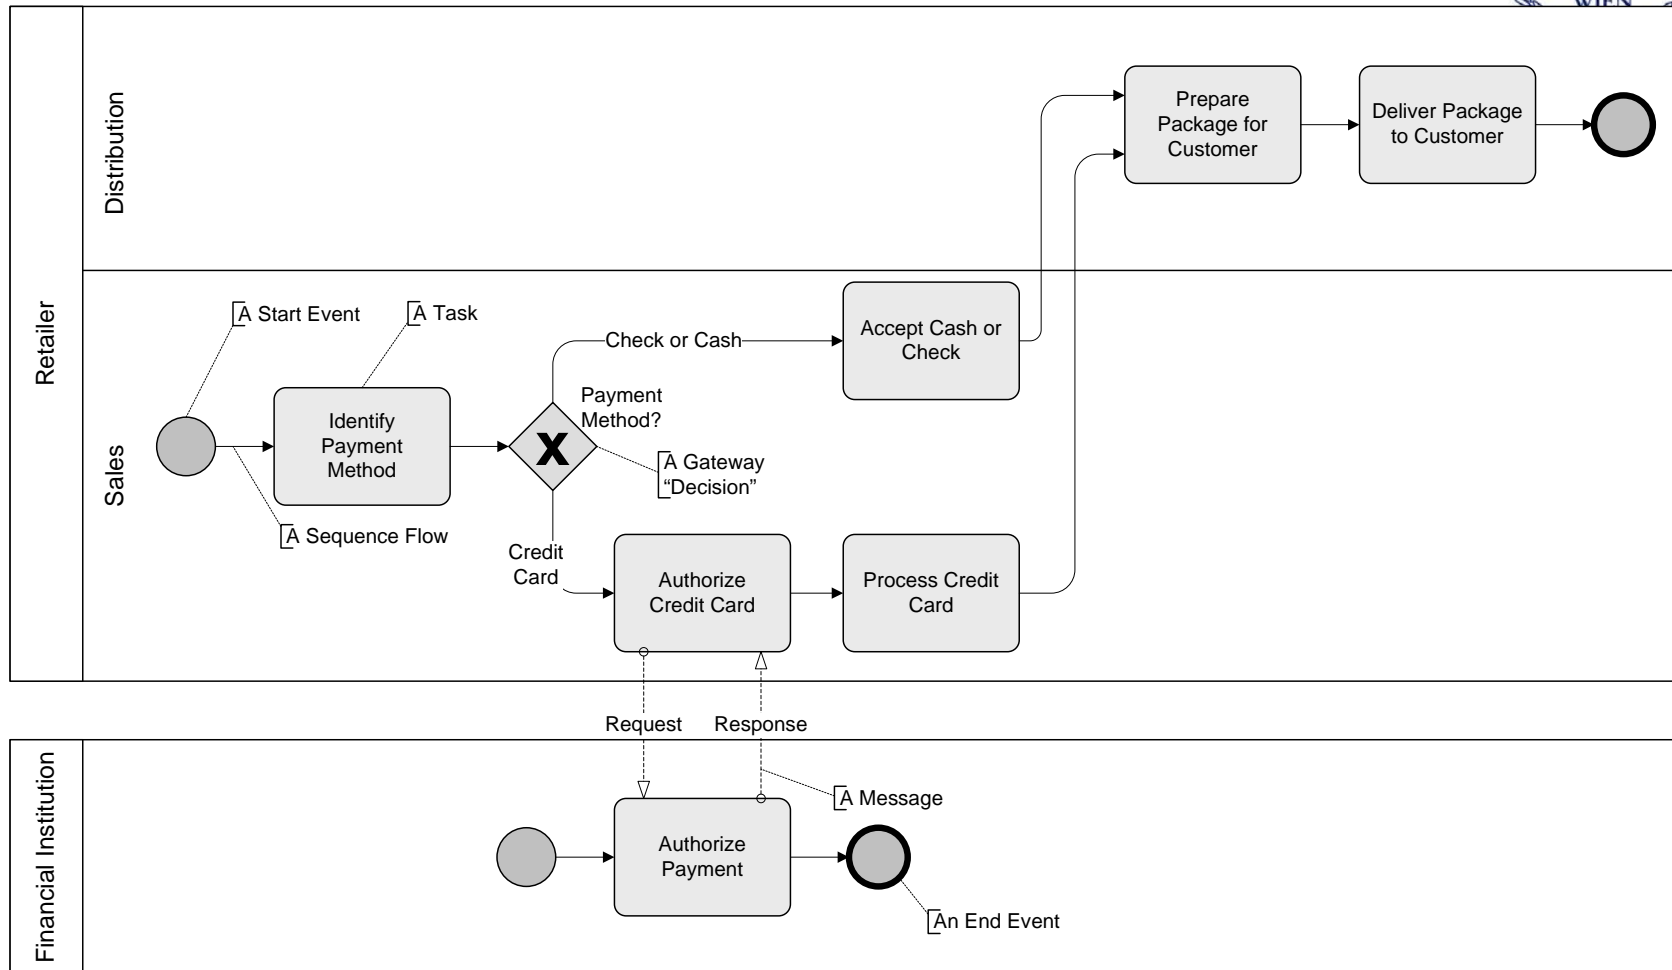 WIEN
Retailer
Distribution
Prepare
Package for
Customer
Deliver Package
to Customer
Sales
A Start Event
A Task
Identify
Payment
Method
A Sequence Flow
Check or Cash
Payment
Method?
A Gateway
“Decision”
Credit
Card
Accept Cash or
Check
Authorize
Credit Card
Process Credit
Card
Request
Response
Financial Institution
A Message
Authorize
Payment
An End Event